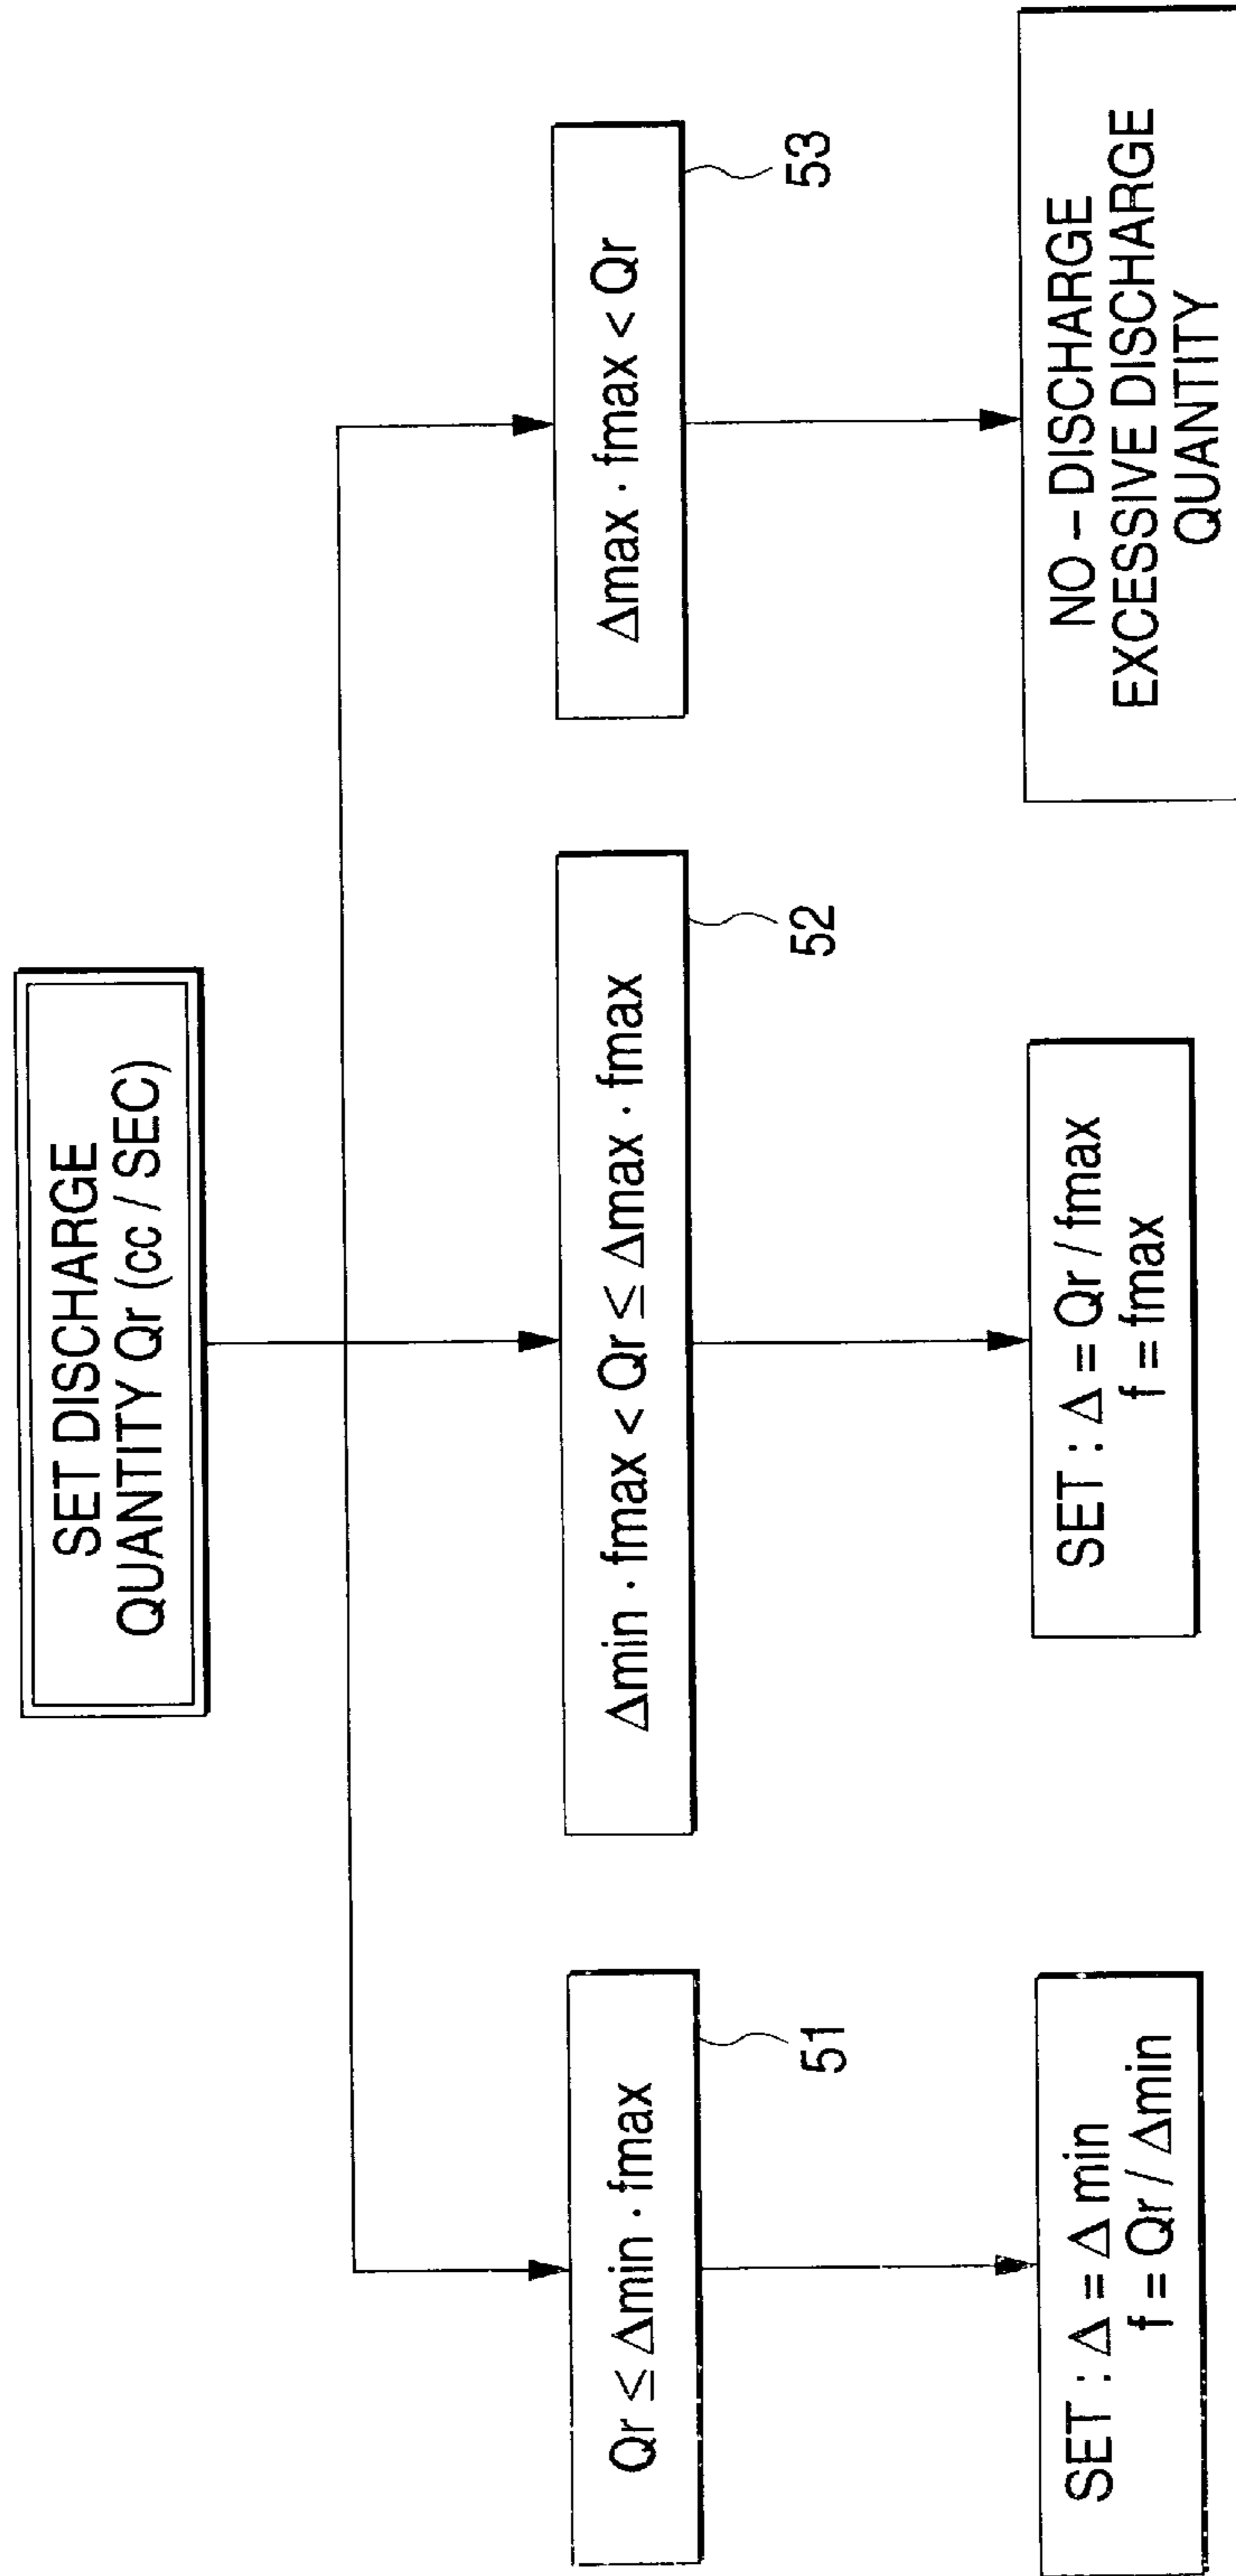 SET DISCHARGE
QUANTITY Qr (cc / SEC)
Qr ≤ Δmin · fmax
51
Δmin · fmax < Qr ≤ Δmax · fmax
52
Δmax · fmax < Qr
53
SET : Δ = Δ min
f = Qr / Δmin
SET : Δ = Qr / fmax
f = fmax
NO – DISCHARGE
EXCESSIVE DISCHARGE
QUANTITY